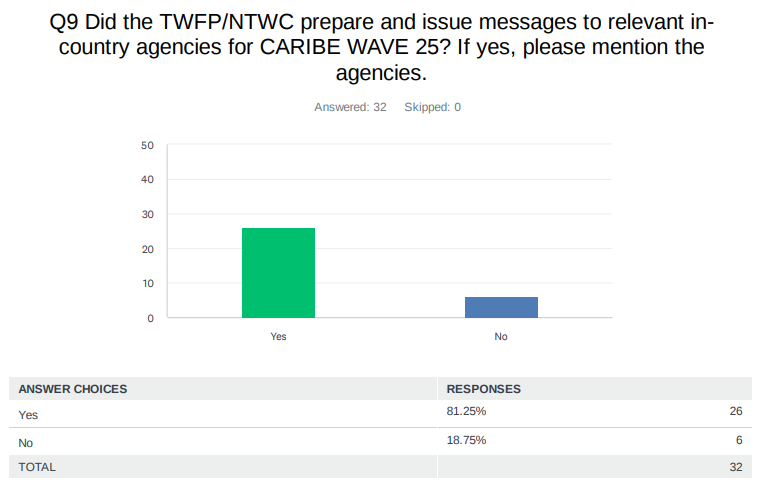 Q9 Did the TWFP/NTWC prepare and issue messages to relevant in-
country agencies for CARIBE WAVE 25? If yes, please mention the
agencies.
Answered: 32 Skipped: 0
50
40
30
20
10
0
Yes No
ANSWER CHOICES RESPONSES
Yes 81.25% 26
No 18.75% 6
TOTAL 32